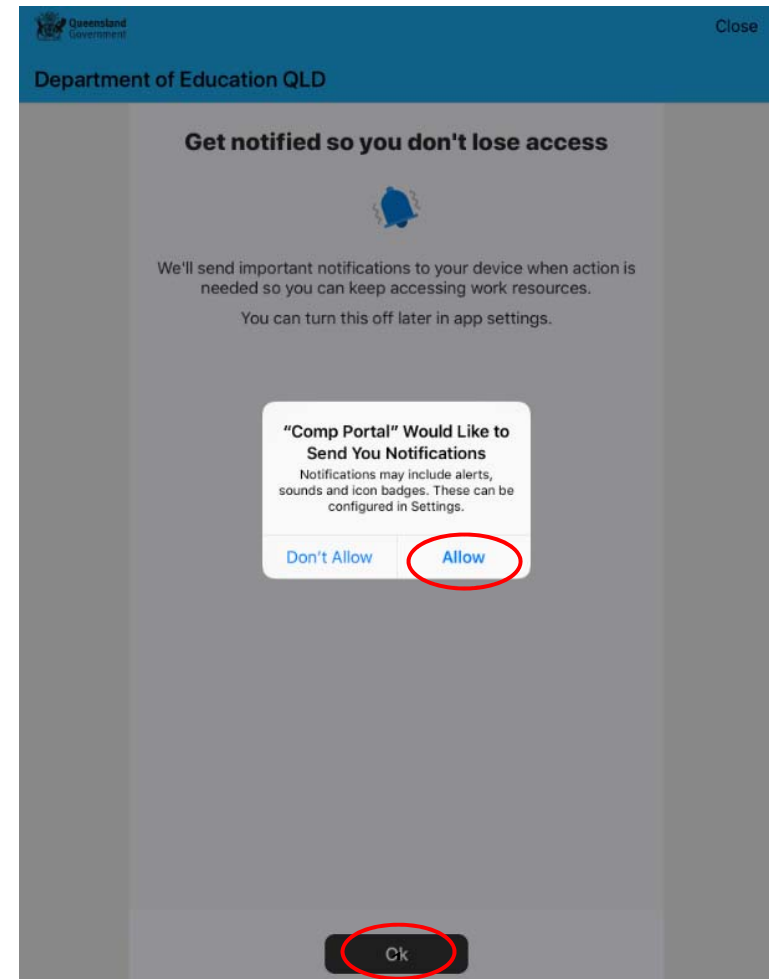 Queensland
Government
Close
Department of Education QLD
Get notified so you don't lose access
We'll send important notifications to your device when action is
needed so you can keep accessing work resources.
You can turn this off later in app settings.
"Comp Portal" Would Like to
Send You Notifications
Notifications may include alerts,
sounds and icon badges. These can be
configured in Settings.
Don't Allow Allow
Ok